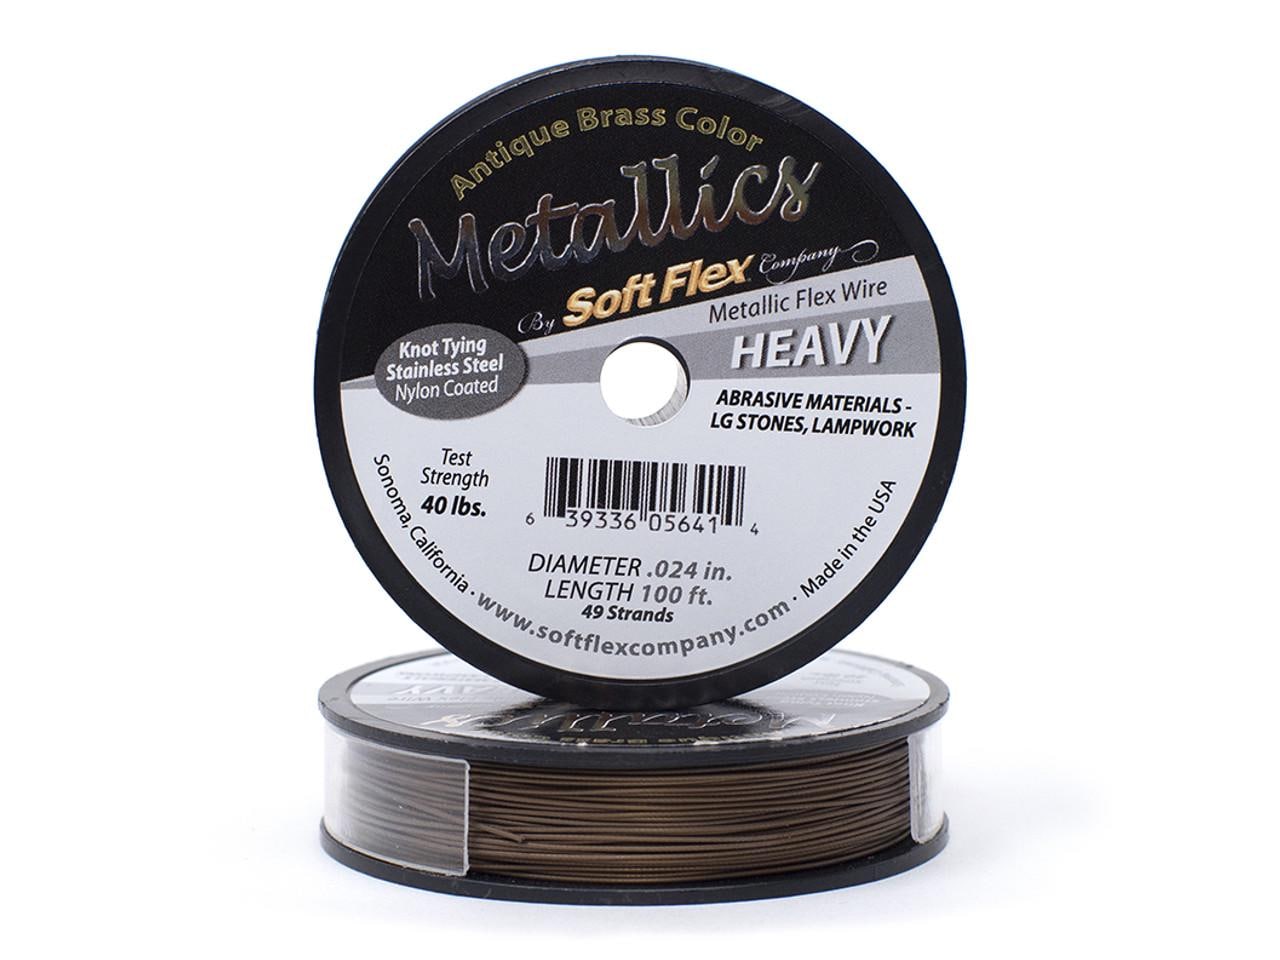 Antique Brass Color
Metallics
By Soft Flex Company
Metallic Flex Wire
HEAVY
Knot Tying
Stainless Steel
Nylon Coated
ABRASIVE MATERIALS -
LG STONES, LAMPWORK
Test
Strength
40 lbs.
6 39336 05641 4
DIAMETER .024 in.
LENGTH 100 ft.
49 Strands
Sonoma, California · www.softflexcompany.com · Made in the USA
HEAVY
Metallics